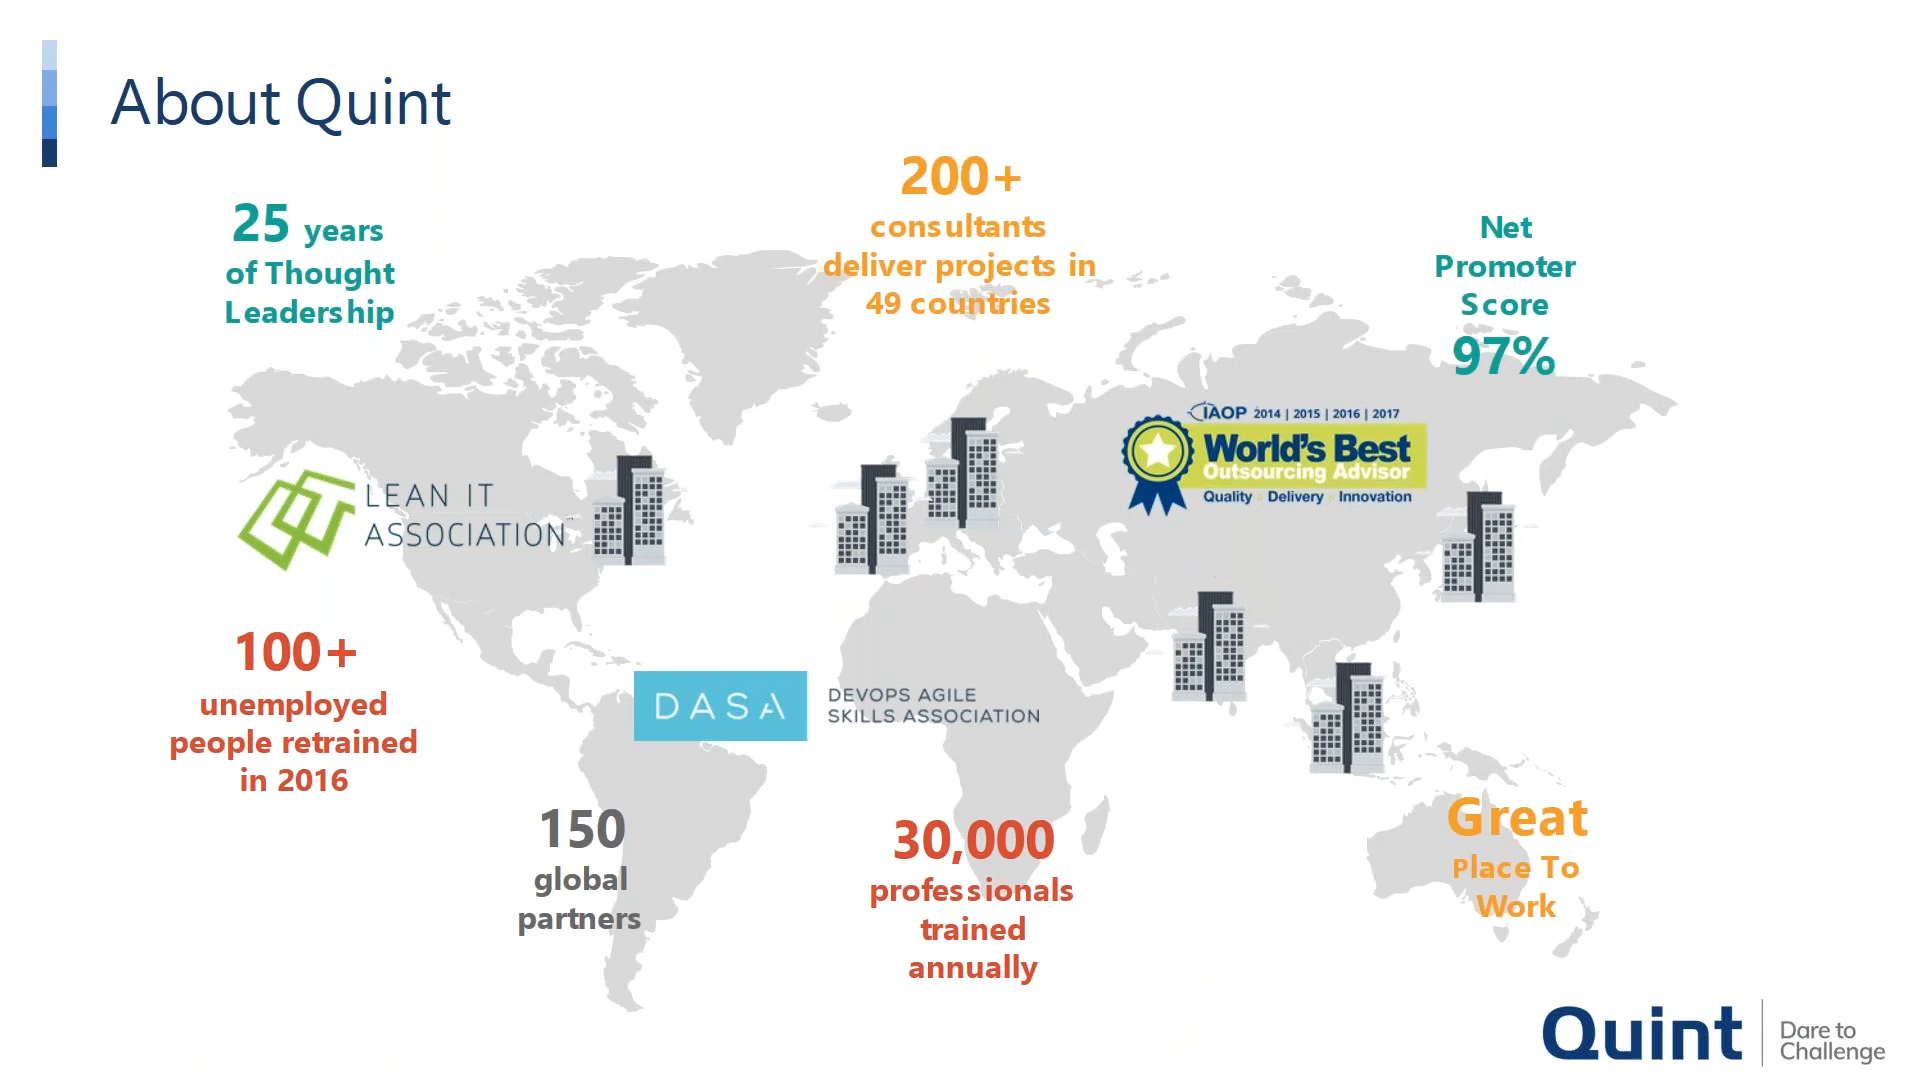 About Quint
25 years
of Thought
Leadership
200+
consultants
deliver projects in
49 countries
Net
Promoter
Score
97%
IAOP 2014 | 2015 | 2016 | 2017
World's Best
Outsourcing Advisor
Quality Delivery Innovation
LEAN IT
ASSOCIATION
100+
unemployed
people retrained
in 2016
DASA
DEVOPS AGILE
SKILLS ASSOCIATION
150
global
partners
30,000
professionals
trained
annually
Great
Place To
Work
Quint
Dare to
Challenge